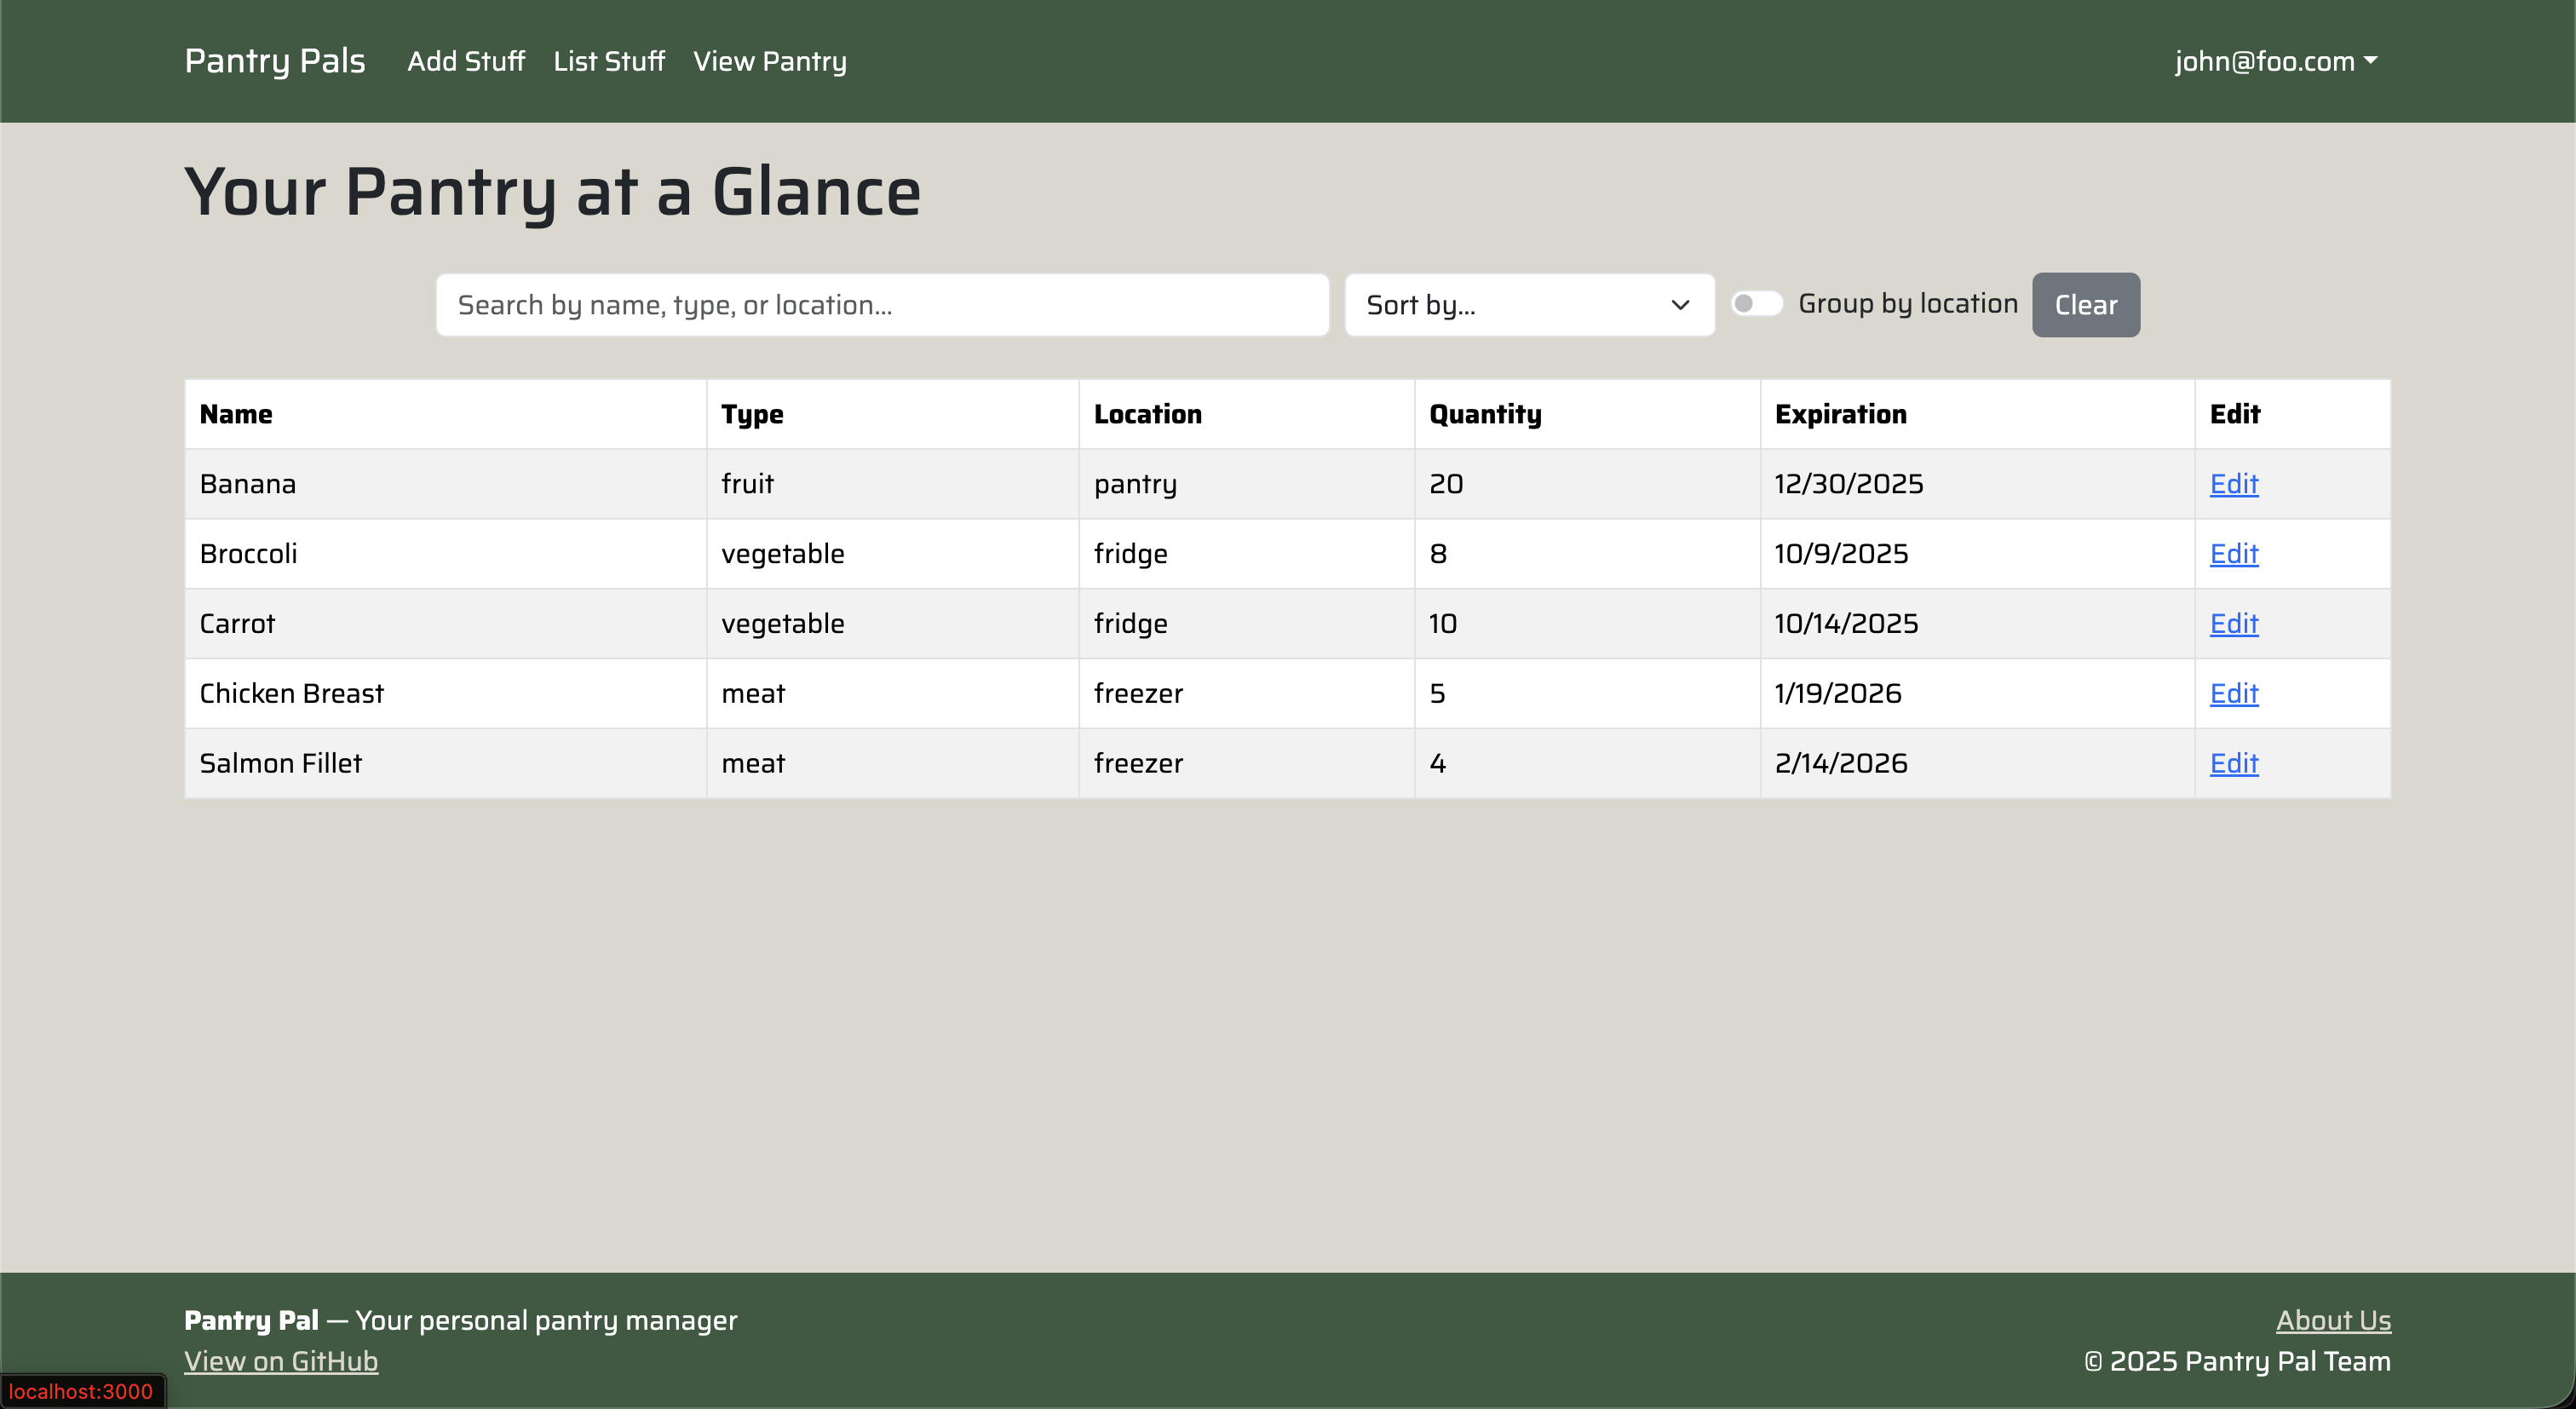 Pantry Pals Add Stuff List Stuff View Pantry john@foo.com
Your Pantry at a Glance
Search by name, type, or location... Sort by... Group by location Clear
Name Type Location Quantity Expiration Edit
Banana fruit pantry 20 12/30/2025 Edit
Broccoli vegetable fridge 8 10/9/2025 Edit
Carrot vegetable fridge 10 10/14/2025 Edit
Chicken Breast meat freezer 5 1/19/2026 Edit
Salmon Fillet meat freezer 4 2/14/2026 Edit
Pantry Pal — Your personal pantry manager About Us
View on GitHub © 2025 Pantry Pal Team
localhost:3000